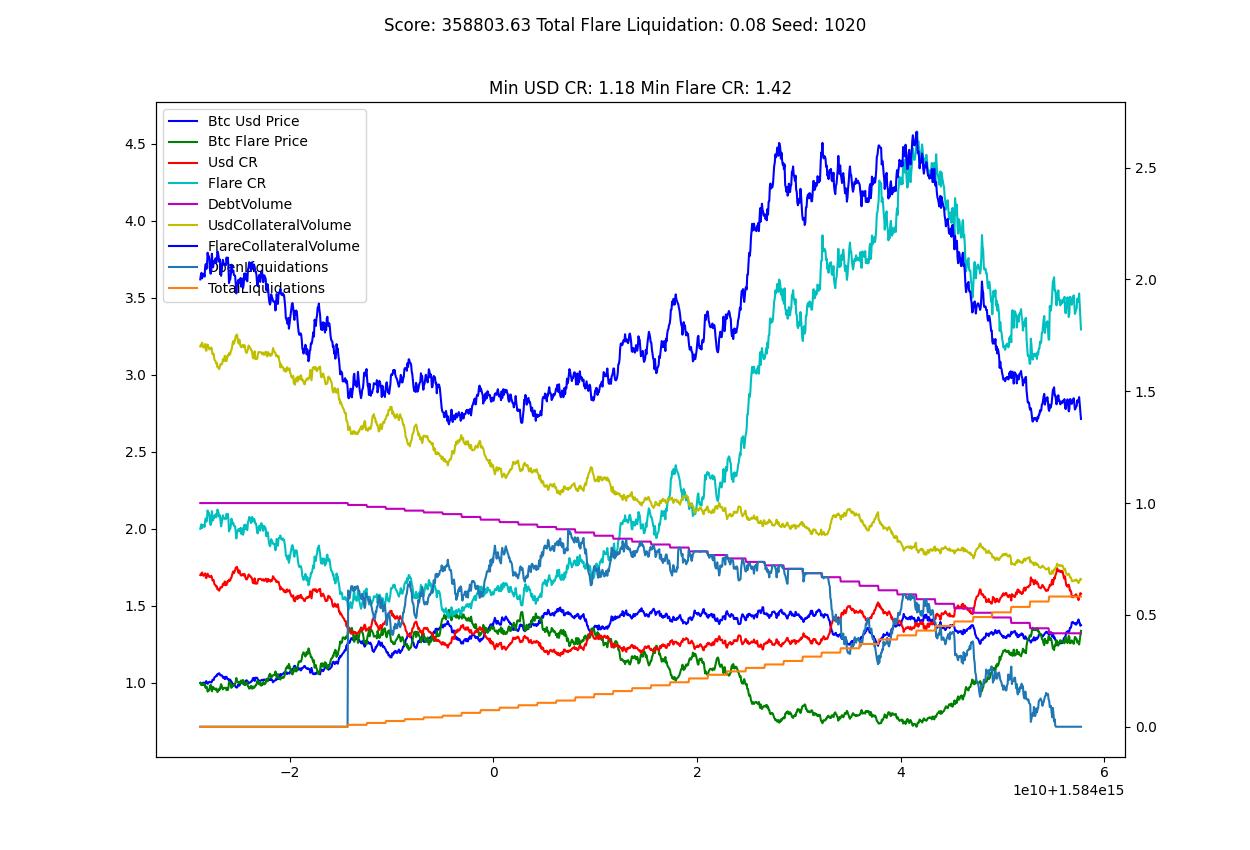 Score: 358803.63 Total Flare Liquidation: 0.08 Seed: 1020
Min USD CR: 1.18 Min Flare CR: 1.42
Btc Usd Price
Btc Flare Price
Usd CR
Flare CR
DebtVolume
UsdCollateralVolume
FlareCollateralVolume
OpenLiquidations
TotalLiquidations
4.5
4.0
3.5
3.0
2.5
2.0
1.5
1.0
2.5
2.0
1.5
1.0
0.5
0.0
−2 0 2 4 6
1e10+1.584e15